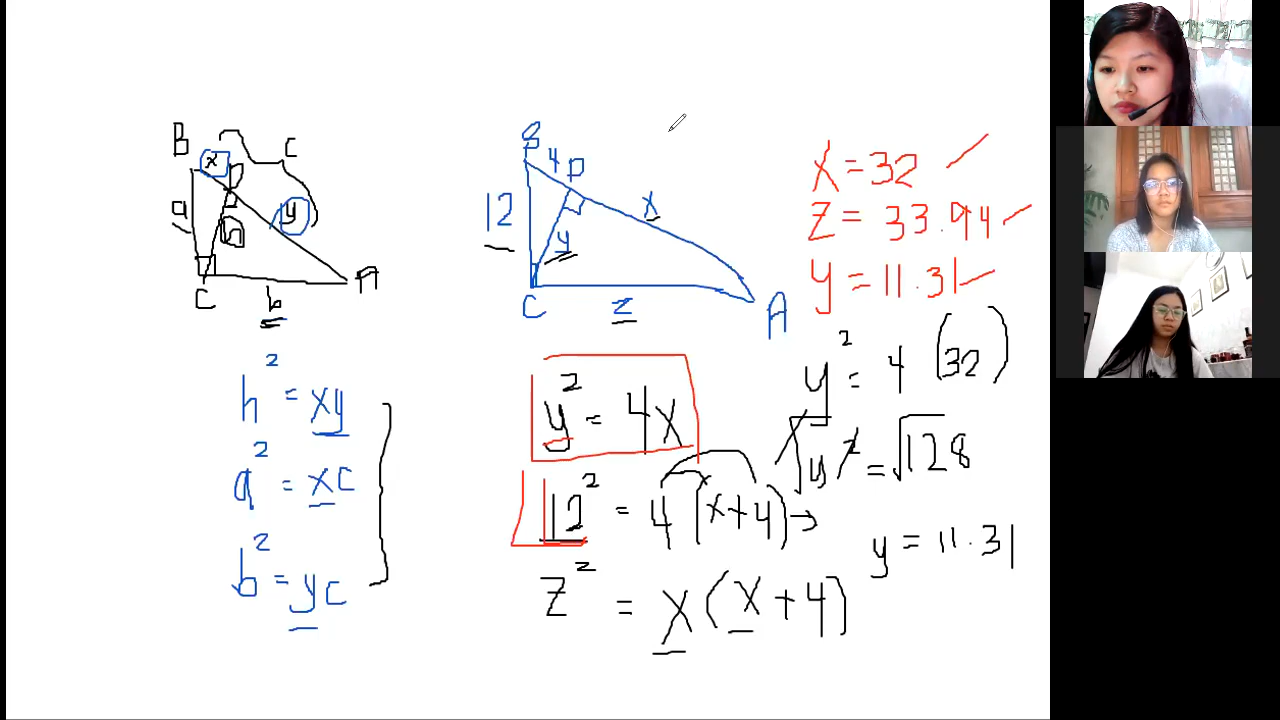 B
x
D
C
a
h
y
C
b
A
h² = xy
a² = xc
b² = yc
B
4
D
12
x
y
C
z
A
y² = 4x
12² = 4(x+4) →
z² = x(x+4)
x = 32
z = 33.94
y = 11.31
y² = 4(32)
√y² = √128
y = 11.31